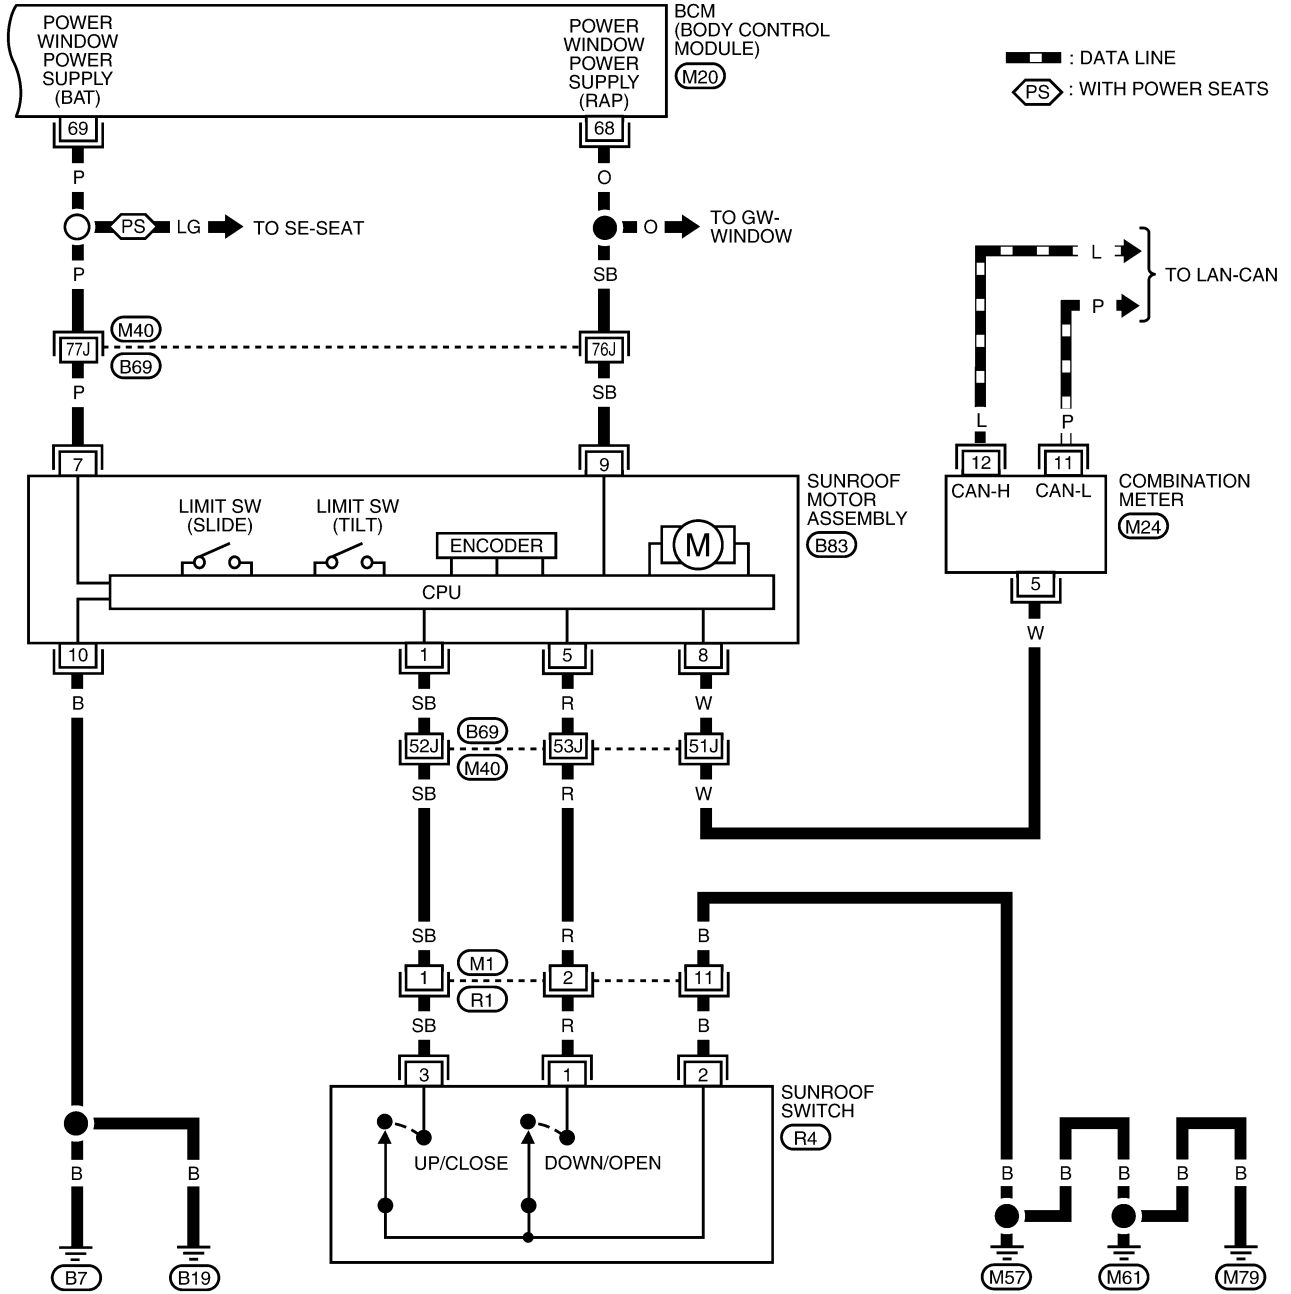 POWER
WINDOW
POWER
SUPPLY
(BAT)
POWER
WINDOW
POWER
SUPPLY
(RAP)
BCM
(BODY CONTROL
MODULE)
M20
: DATA LINE
PS : WITH POWER SEATS
69
68
P
O
PS LG TO SE-SEAT
O TO GW-
WINDOW
P
SB
L
TO LAN-CAN
P
77J
M40
B69
76J
P
SB
L
P
7
9
12
11
SUNROOF
MOTOR
ASSEMBLY
B83
LIMIT SW
(SLIDE)
LIMIT SW
(TILT)
ENCODER
M
CPU
CAN-H
CAN-L
COMBINATION
METER
M24
5
W
10
1
5
8
B
SB
R
W
52J
B69
M40
53J
51J
SB
R
W
SB
R
B
1
M1
R1
2
11
SB
R
B
3
1
2
SUNROOF
SWITCH
R4
UP/CLOSE
DOWN/OPEN
B
B
B
B
B
B
B
B7
B19
M57
M61
M79